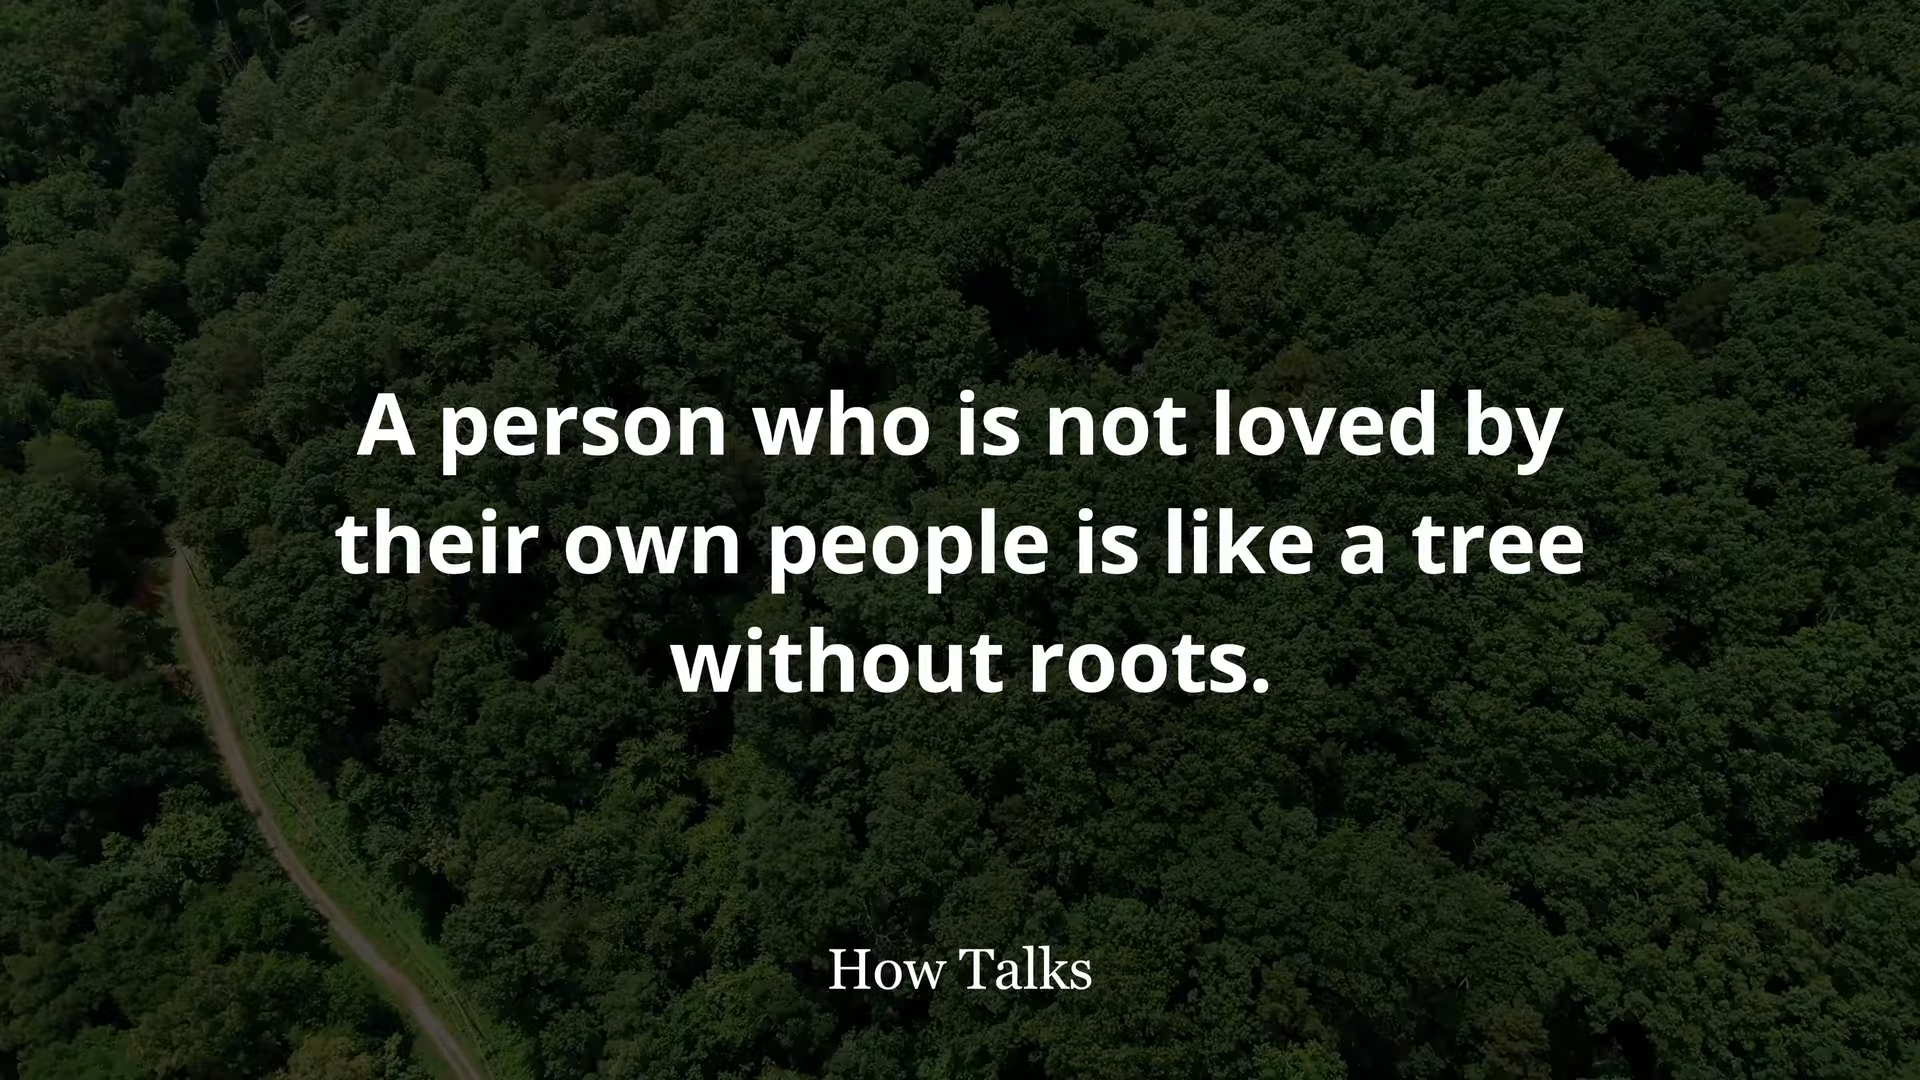 A person who is not loved by
their own people is like a tree
without roots.
How Talks